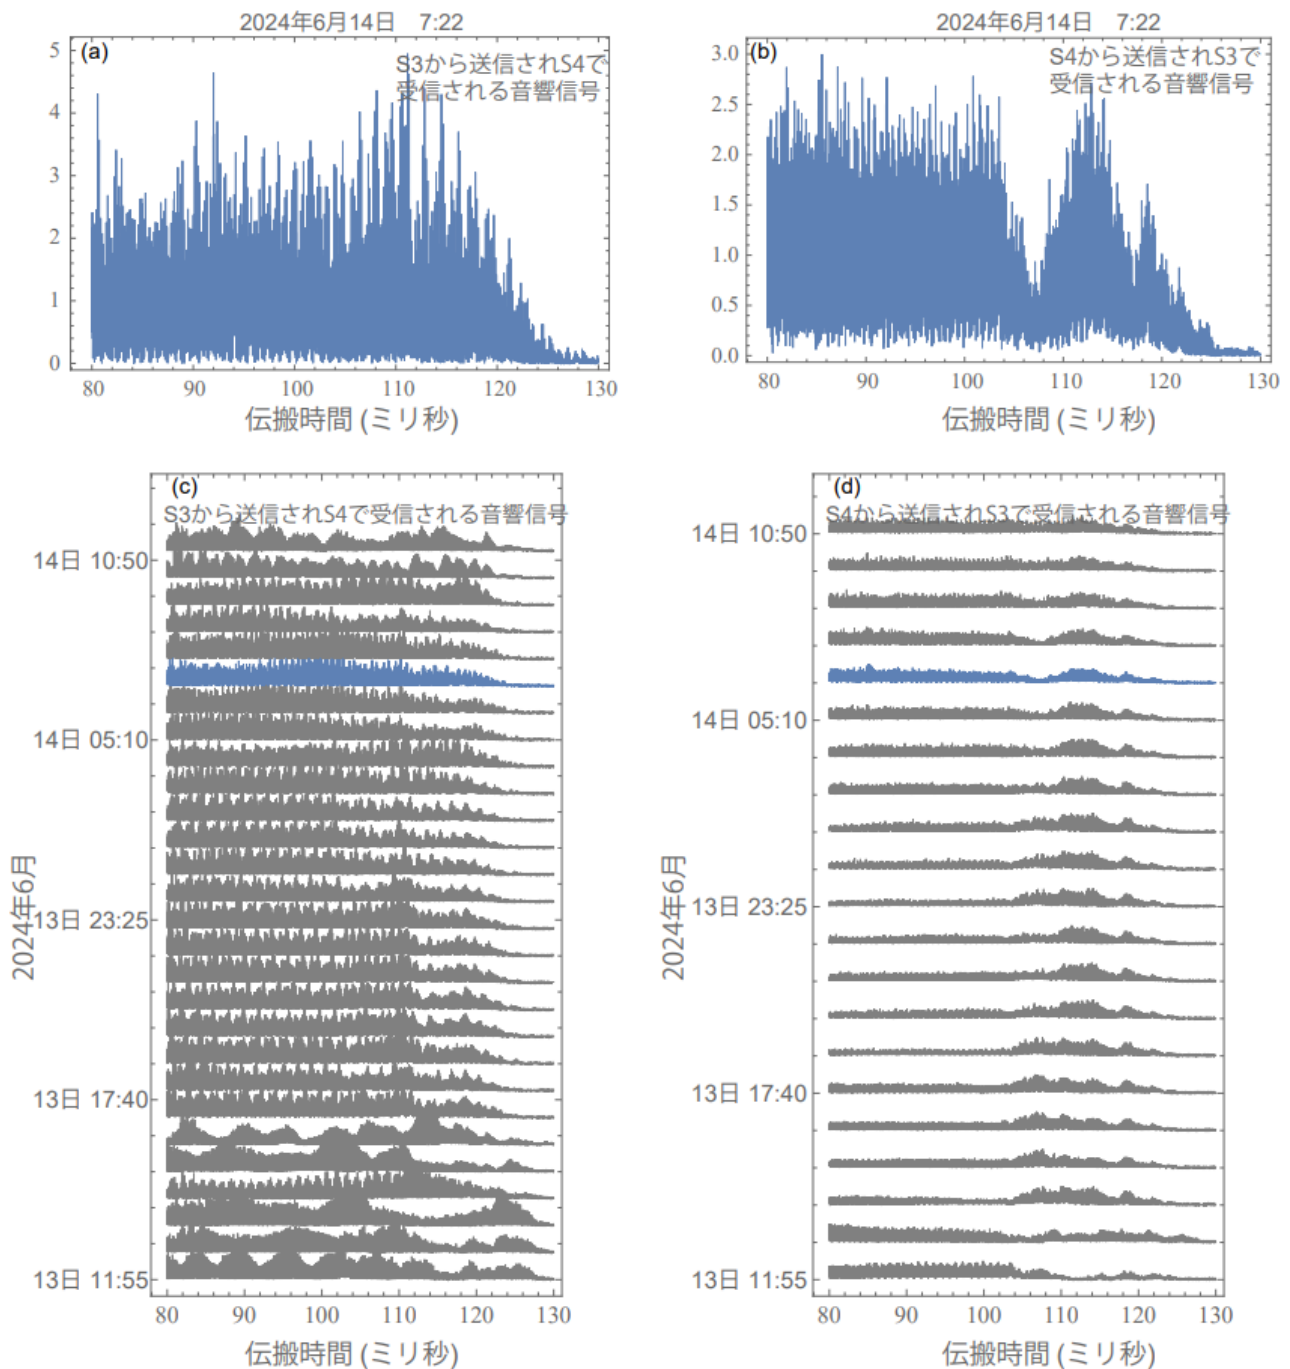 2024年6月14日 7:22
(a)
S3から送信されS4で
受信される音響信号
5
4
3
2
1
0
80 90 100 110 120 130
伝搬時間 (ミリ秒)
2024年6月14日 7:22
(b)
S4から送信されS3で
受信される音響信号
3.0
2.5
2.0
1.5
1.0
0.5
0.0
80 90 100 110 120 130
伝搬時間 (ミリ秒)
(c)
S3から送信されS4で受信される音響信号
14日 10:50
14日 05:10
13日 23:25
13日 17:40
13日 11:55
2024年6月
80 90 100 110 120 130
伝搬時間 (ミリ秒)
(d)
S4から送信されS3で受信される音響信号
14日 10:50
14日 05:10
13日 23:25
13日 17:40
13日 11:55
2024年6月
80 90 100 110 120 130
伝搬時間 (ミリ秒)